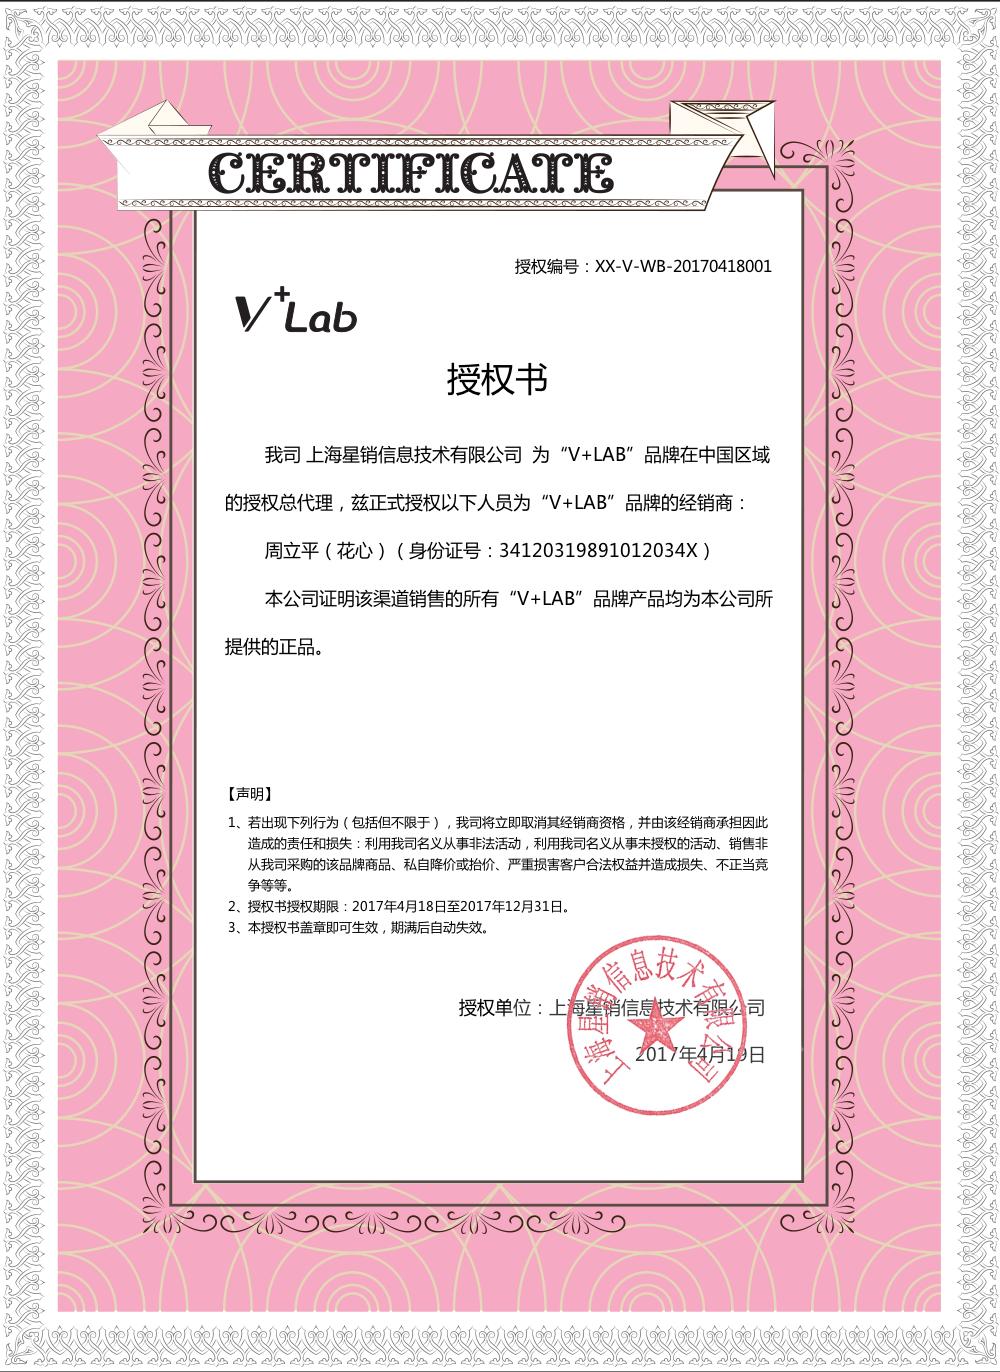 CERTIFICATE
授权编号：XX-V-WB-20170418001
V+Lab
授权书
我司 上海星销信息技术有限公司 为“V+LAB”品牌在中国区域
的授权总代理，兹正式授权以下人员为“V+LAB”品牌的经销商：
周立平（花心）（身份证号：34120319891012034X）
本公司证明该渠道销售的所有“V+LAB”品牌产品均为本公司所
提供的正品。
【声明】
1、若出现下列行为（包括但不限于），我司将立即取消其经销商资格，并由该经销商承担因此
造成的责任和损失：利用我司名义从事非法活动，利用我司名义从事未授权的活动、销售非
从我司采购的该品牌商品、私自降价或抬价、严重损害客户合法权益并造成损失、不正当竞
争等等。
2、授权书授权期限：2017年4月18日至2017年12月31日。
3、本授权书盖章即可生效，期满后自动失效。
授权单位：上海星销信息技术有限公司
2017年4月19日
上海星销信息技术有限公司